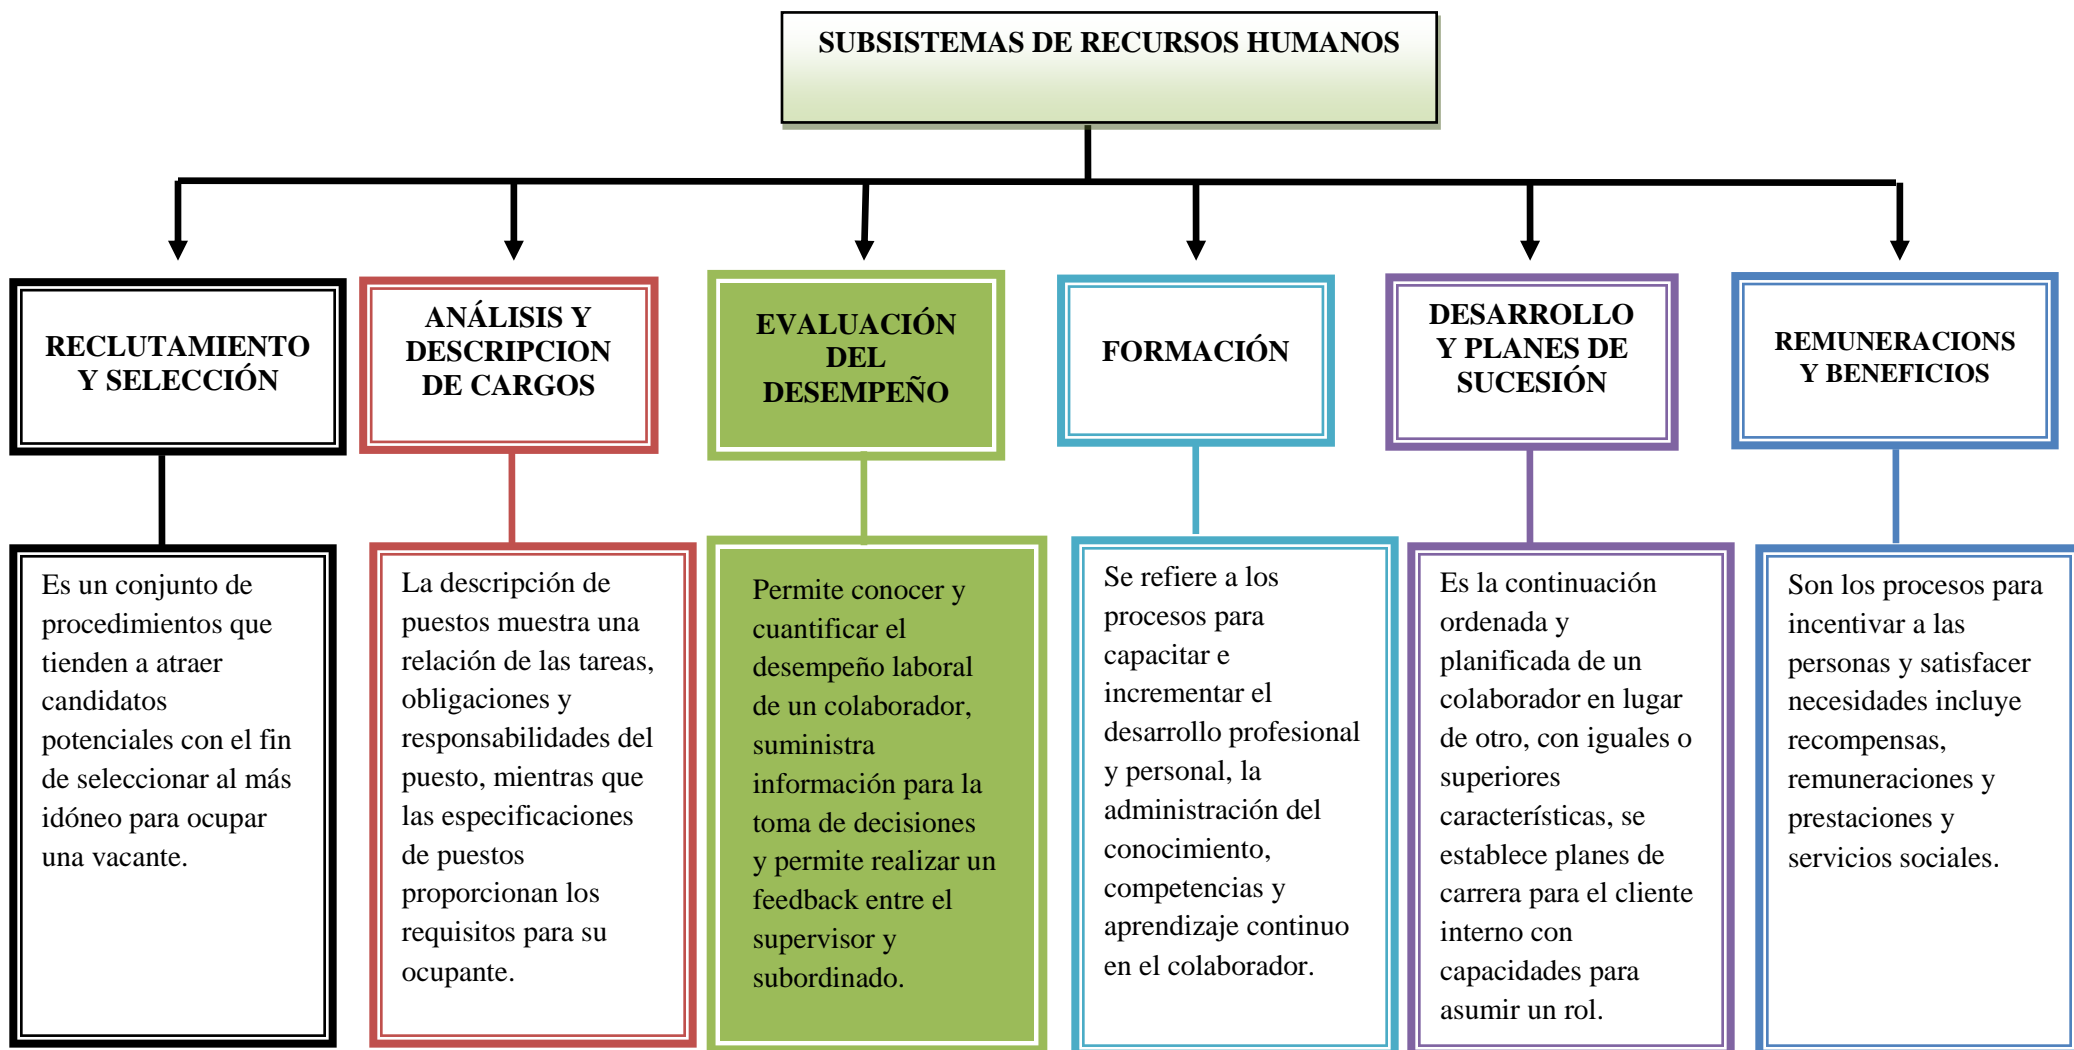 SUBSISTEMAS DE RECURSOS HUMANOS
RECLUTAMIENTO
Y SELECCIÓN
ANÁLISIS Y
DESCRIPCION
DE CARGOS
EVALUACIÓN
DEL
DESEMPEÑO
FORMACIÓN
DESARROLLO
Y PLANES DE
SUCESIÓN
REMUNERACIONS
Y BENEFICIOS
Es un conjunto de
procedimientos que
tienden a atraer
candidatos
potenciales con el fin
de seleccionar al más
idóneo para ocupar
una vacante.
La descripción de
puestos muestra una
relación de las tareas,
obligaciones y
responsabilidades del
puesto, mientras que
las especificaciones
de puestos
proporcionan los
requisitos para su
ocupante.
Permite conocer y
cuantificar el
desempeño laboral
de un colaborador,
suministra
información para la
toma de decisiones
y permite realizar un
feedback entre el
supervisor y
subordinado.
Se refiere a los
procesos para
capacitar e
incrementar el
desarrollo profesional
y personal, la
administración del
conocimiento,
competencias y
aprendizaje continuo
en el colaborador.
Es la continuación
ordenada y
planificada de un
colaborador en lugar
de otro, con iguales o
superiores
características, se
establece planes de
carrera para el cliente
interno con
capacidades para
asumir un rol.
Son los procesos para
incentivar a las
personas y satisfacer
necesidades incluye
recompensas,
remuneraciones y
prestaciones y
servicios sociales.